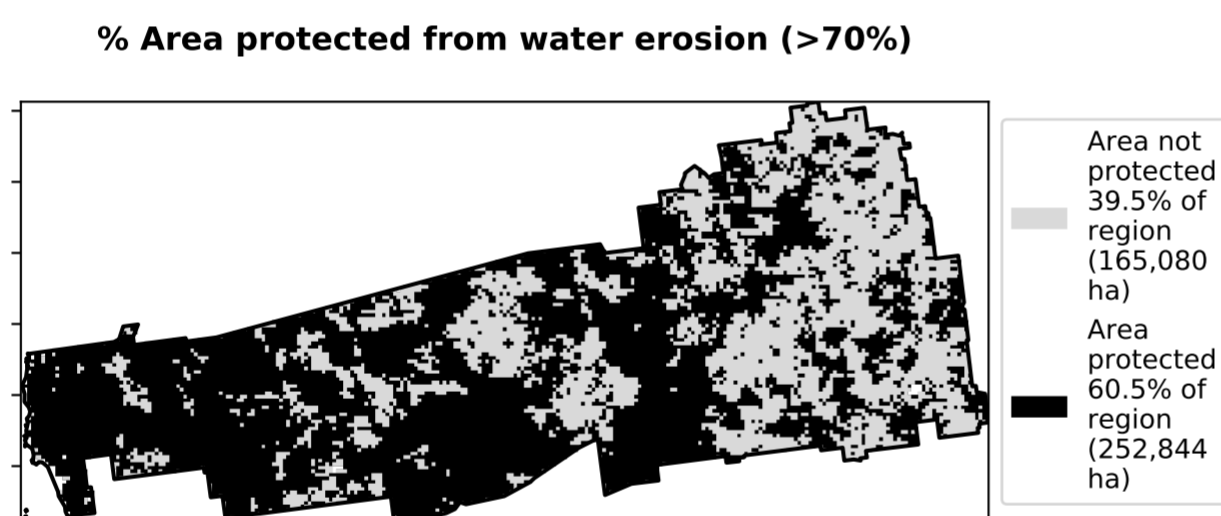 % Area protected from water erosion (>70%)
Area not
protected
39.5% of
region
(165,080
ha)
Area
protected
60.5% of
region
(252,844
ha)